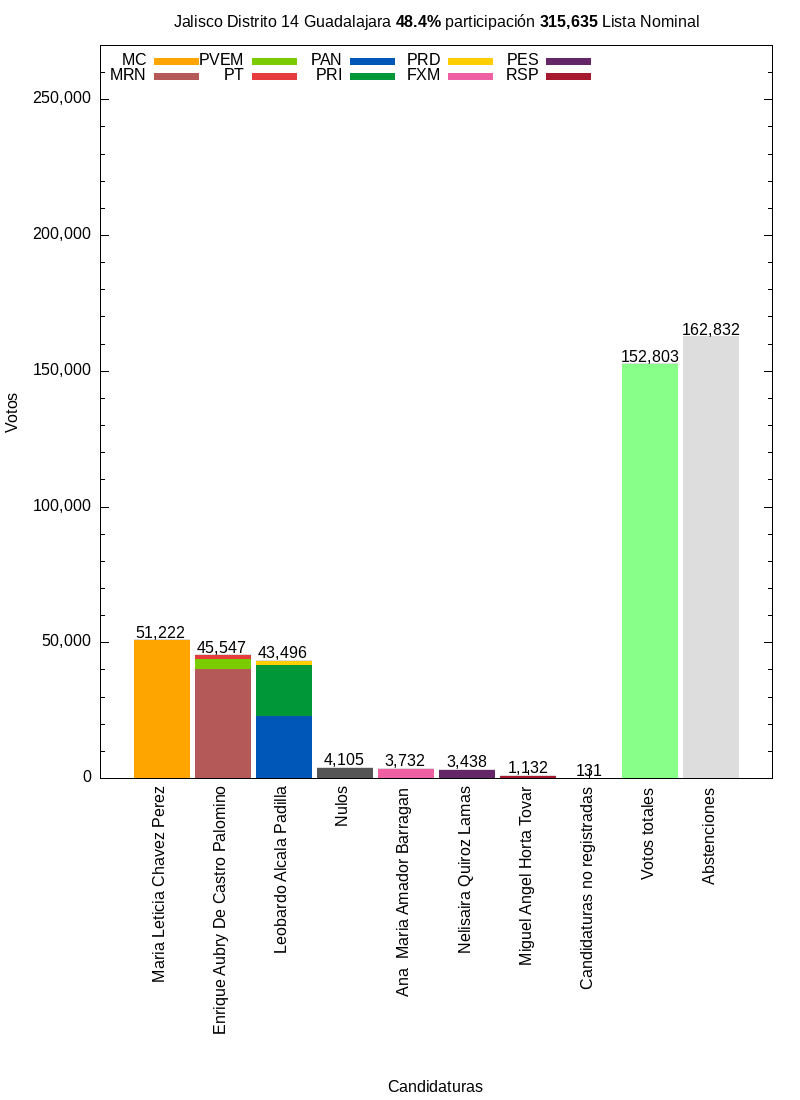 Jalisco Distrito 14 Guadalajara 48.4% participación 315,635 Lista Nominal
MC PVEM PAN PRD PES
MRN PT PRI FXM RSP
250,000
200,000
150,000
100,000
50,000
0
Votos
51,222
45,547
43,496
4,105
3,732
3,438
1,132
131
152,803
162,832
Maria Leticia Chavez Perez
Enrique Aubry De Castro Palomino
Leobardo Alcala Padilla
Nulos
Ana  Maria Amador Barragan
Nelisaira Quiroz Lamas
Miguel Angel Horta Tovar
Candidaturas no registradas
Votos totales
Abstenciones
Candidaturas